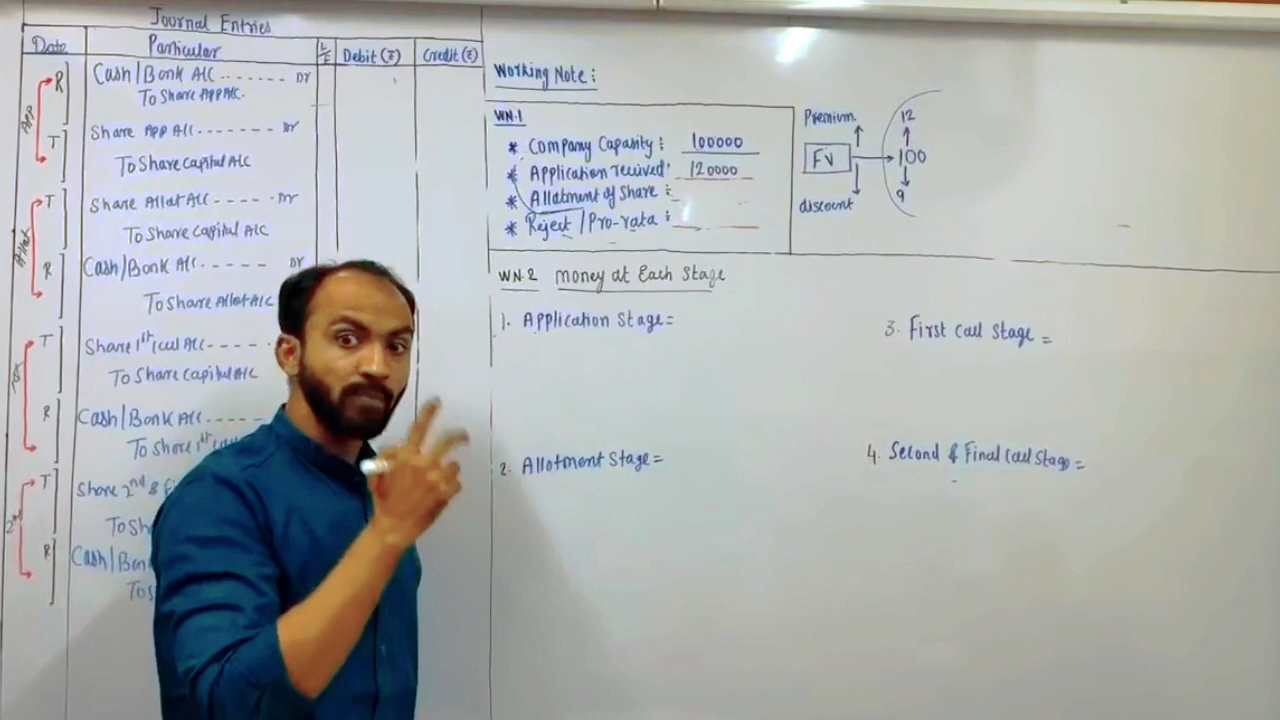 Journal Entries
Date Particular L/F Debit (₹) Credit (₹)
App
R Cash/Bank A/c ....... Dr
To Share App A/c.
T Share App A/c ------- Dr
To Share capital A/c
Allot
T Share Allot A/c ---- . Dr
To Share Capital A/c
R Cash/Bank A/c. ----- Dr
To Share Allot A/c
T Share 1st call A/c ---- .
To Share Capital A/c
R Cash/Bank A/c ----
To Share 1st
2nd
T Share 2nd &
To Sh
R Cash/Ban
To S
Working Note:
WN.1
* Company Capacity: 100000
* Application recived: 120000
* Allotment of Share:
* Reject/Pro-rata:
Premium
FV
discount
12
100
9
WN.2 money at Each Stage
1. Application Stage=
2. Allotment Stage=
3. First Call Stage =
4. Second & Final Call Stage=